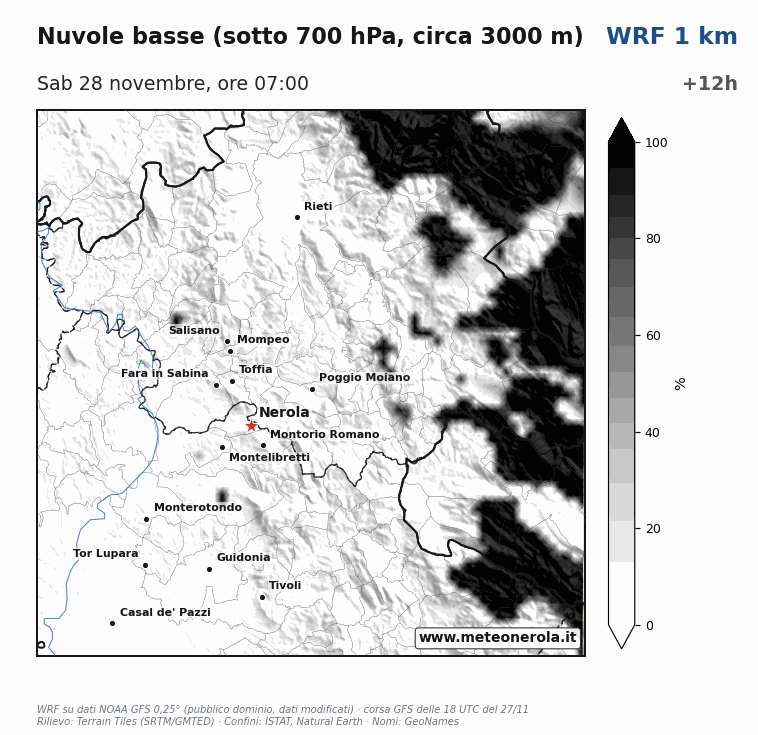 Nuvole basse (sotto 700 hPa, circa 3000 m) WRF 1 km
Sab 28 novembre, ore 07:00 +12h
100
Rieti
80
60
Salisano
Mompeo
Toffia
Fara in Sabina
Poggio Moiano
%
Nerola
40
Montorio Romano
Montelibretti
Monterotondo
20
Tor Lupara
Guidonia
Tivoli
Casal de' Pazzi
0
www.meteonerola.it
WRF su dati NOAA GFS 0,25° (pubblico dominio, dati modificati) · corsa GFS delle 18 UTC del 27/11
Rilievo: Terrain Tiles (SRTM/GMTED) · Confini: ISTAT, Natural Earth · Nomi: GeoNames